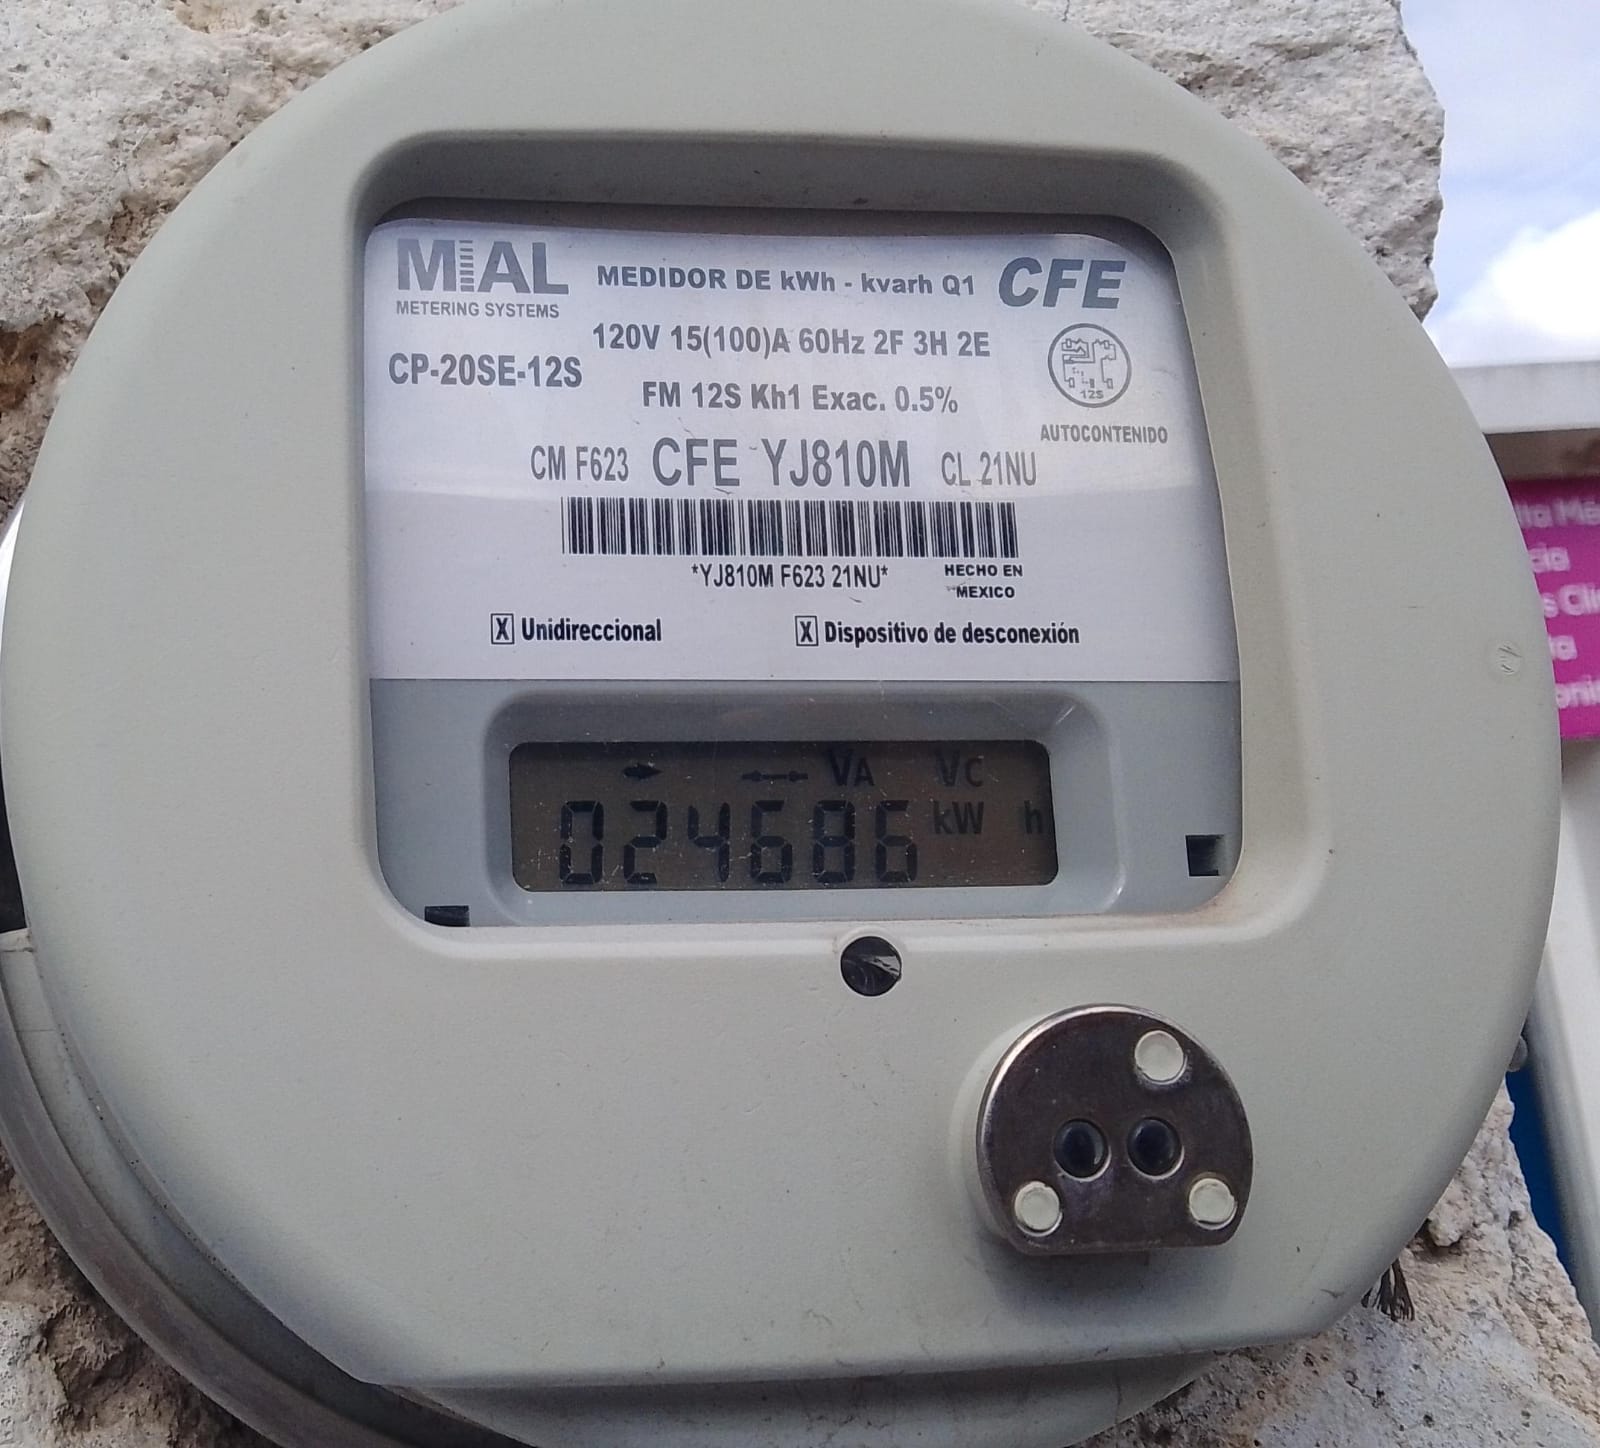 MIAL
METERING SYSTEMS
MEDIDOR DE kWh - kvarh Q1
CFE
120V 15(100)A 60Hz 2F 3H 2E
CP-20SE-12S
FM 12S Kh1 Exac. 0.5%
12S
AUTOCONTENIDO
CM F623 CFE YJ810M CL 21NU
*YJ810M F623 21NU*
HECHO EN
MEXICO
X Unidireccional
X Dispositivo de desconexión
VA VC
024686 kW h